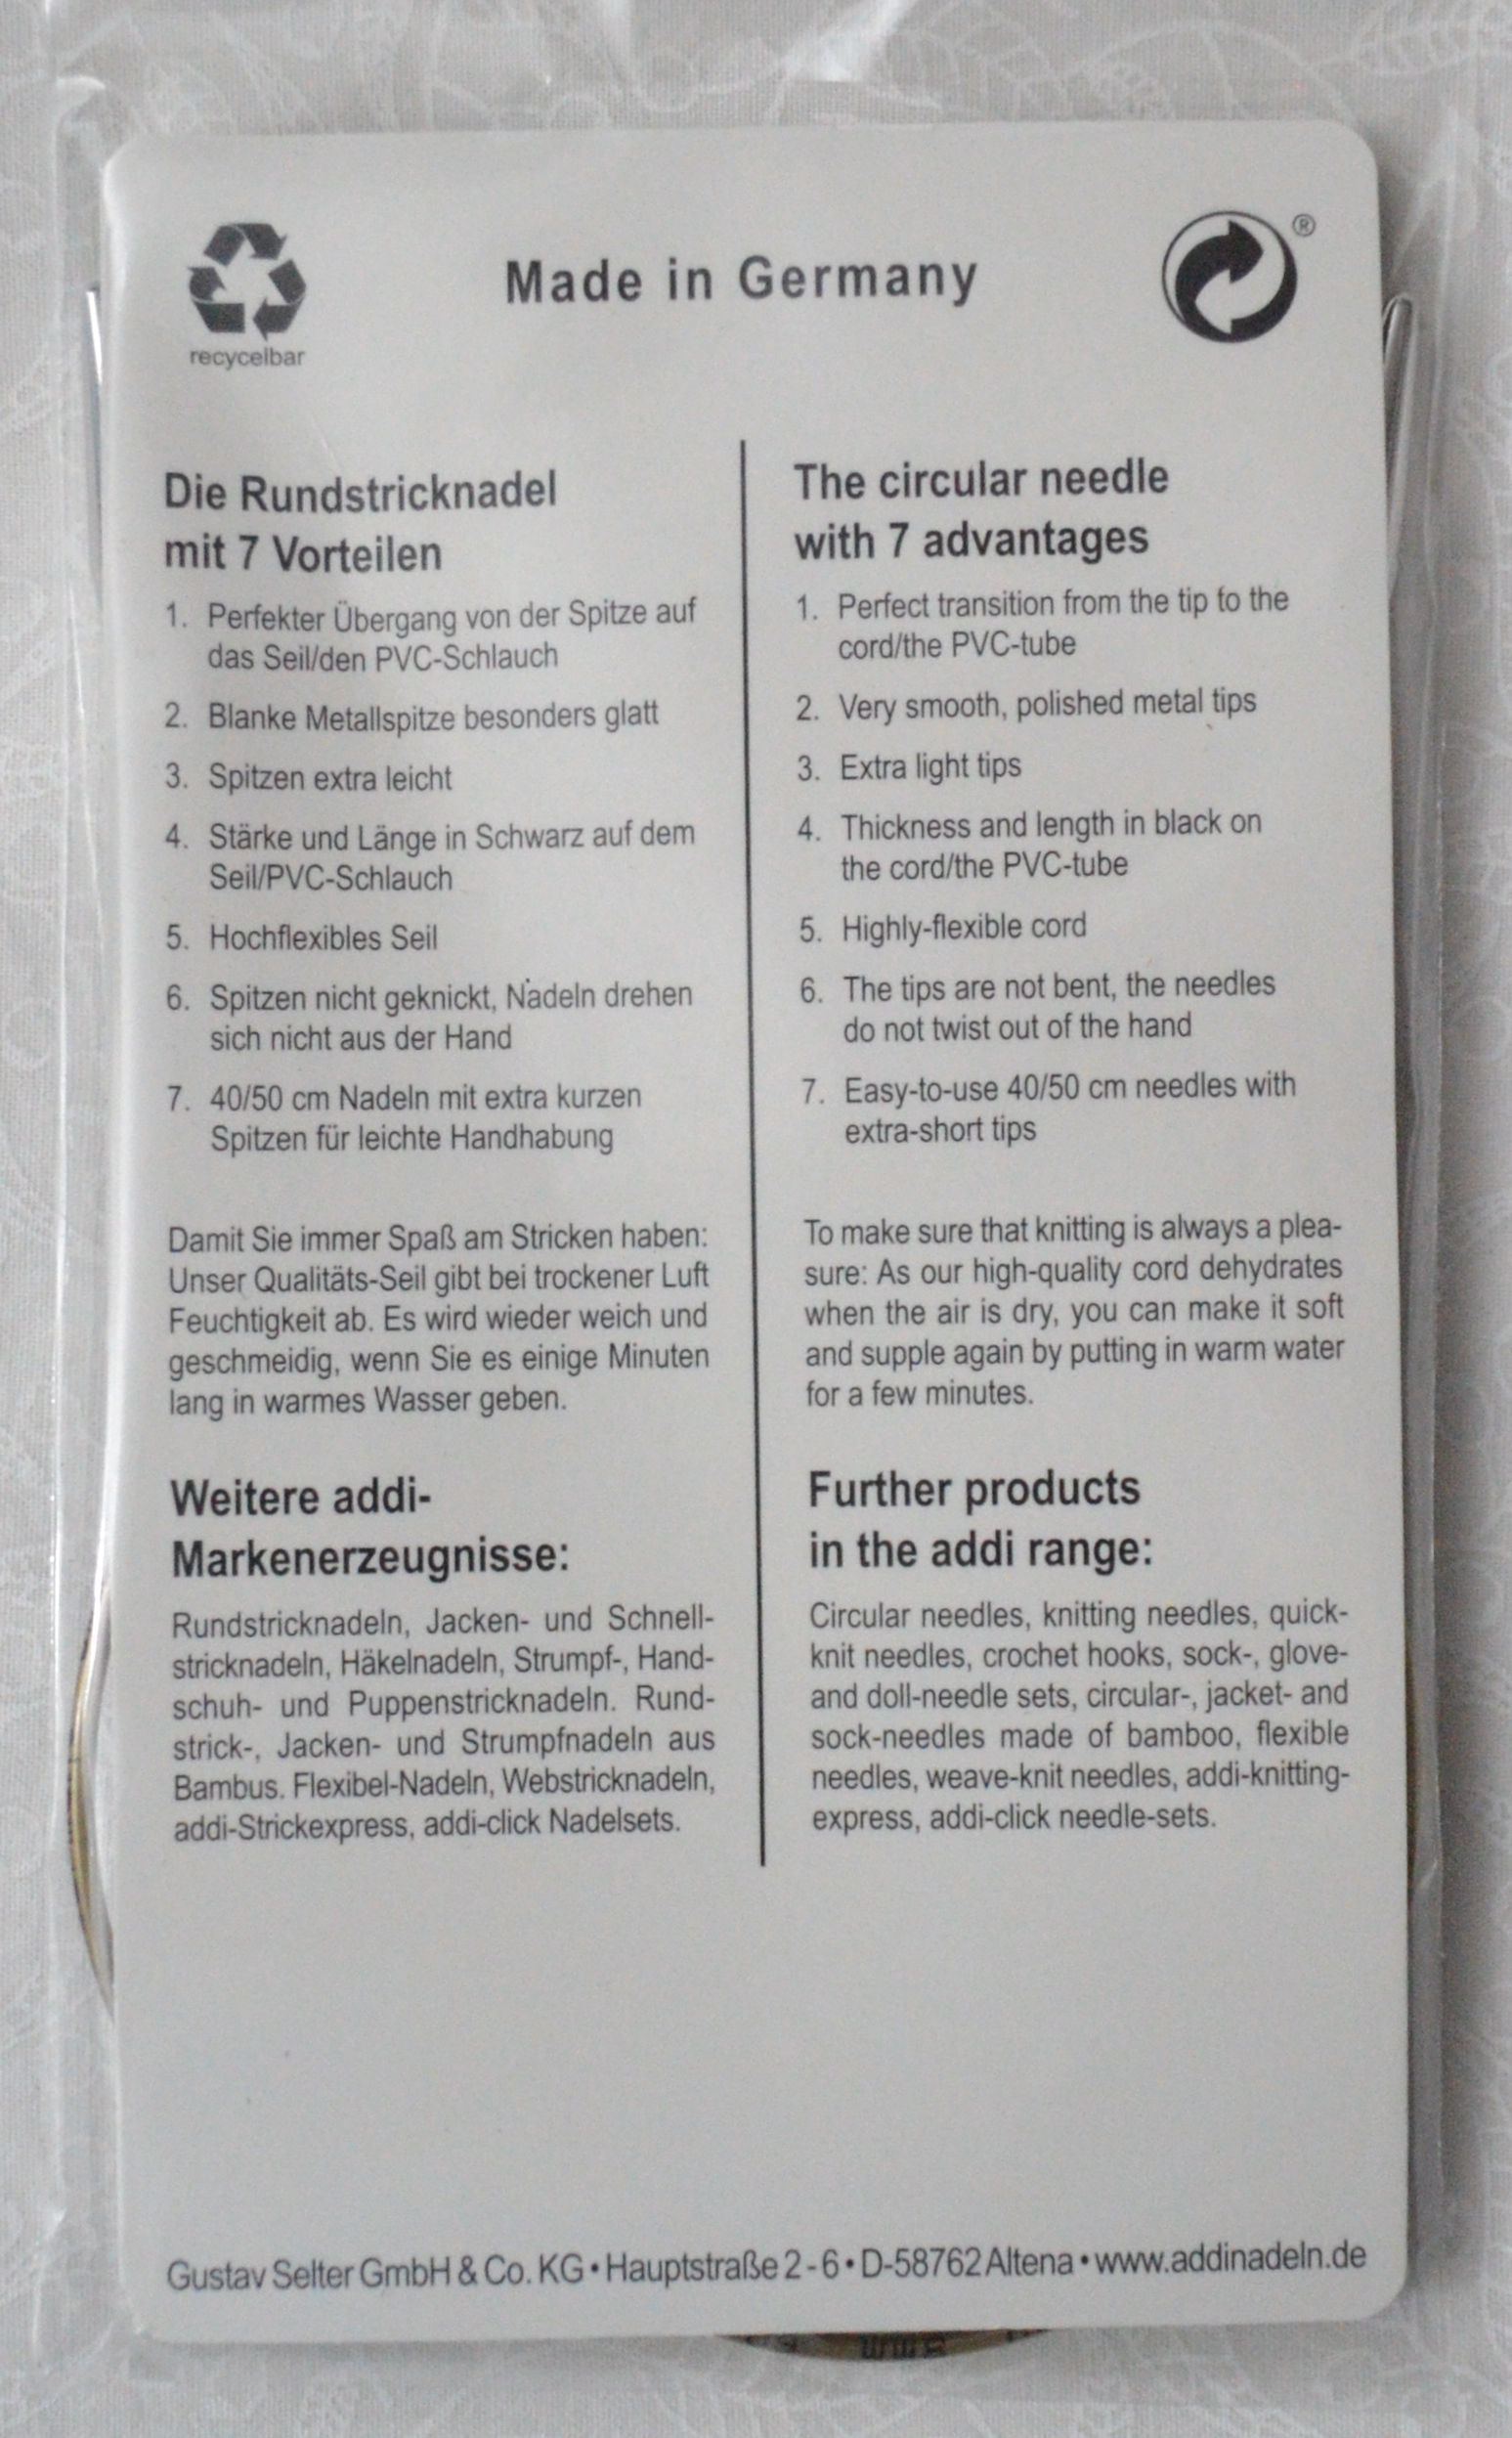 recycelbar
Made in Germany
®
Die Rundstricknadel
mit 7 Vorteilen
1. Perfekter Übergang von der Spitze auf
das Seil/den PVC-Schlauch
2. Blanke Metallspitze besonders glatt
3. Spitzen extra leicht
4. Stärke und Länge in Schwarz auf dem
Seil/PVC-Schlauch
5. Hochflexibles Seil
6. Spitzen nicht geknickt, Nadeln drehen
sich nicht aus der Hand
7. 40/50 cm Nadeln mit extra kurzen
Spitzen für leichte Handhabung
Damit Sie immer Spaß am Stricken haben:
Unser Qualitäts-Seil gibt bei trockener Luft
Feuchtigkeit ab. Es wird wieder weich und
geschmeidig, wenn Sie es einige Minuten
lang in warmes Wasser geben.
Weitere addi-
Markenerzeugnisse:
Rundstricknadeln, Jacken- und Schnell-
stricknadeln, Häkelnadeln, Strumpf-, Hand-
schuh- und Puppenstricknadeln. Rund-
strick-, Jacken- und Strumpfnadeln aus
Bambus. Flexibel-Nadeln, Webstricknadeln,
addi-Strickexpress, addi-click Nadelsets.
The circular needle
with 7 advantages
1. Perfect transition from the tip to the
cord/the PVC-tube
2. Very smooth, polished metal tips
3. Extra light tips
4. Thickness and length in black on
the cord/the PVC-tube
5. Highly-flexible cord
6. The tips are not bent, the needles
do not twist out of the hand
7. Easy-to-use 40/50 cm needles with
extra-short tips
To make sure that knitting is always a plea-
sure: As our high-quality cord dehydrates
when the air is dry, you can make it soft
and supple again by putting in warm water
for a few minutes.
Further products
in the addi range:
Circular needles, knitting needles, quick-
knit needles, crochet hooks, sock-, glove-
and doll-needle sets, circular-, jacket- and
sock-needles made of bamboo, flexible
needles, weave-knit needles, addi-knitting-
express, addi-click needle-sets.
Gustav Selter GmbH & Co. KG • Hauptstraße 2 - 6 • D-58762 Altena • www.addinadeln.de